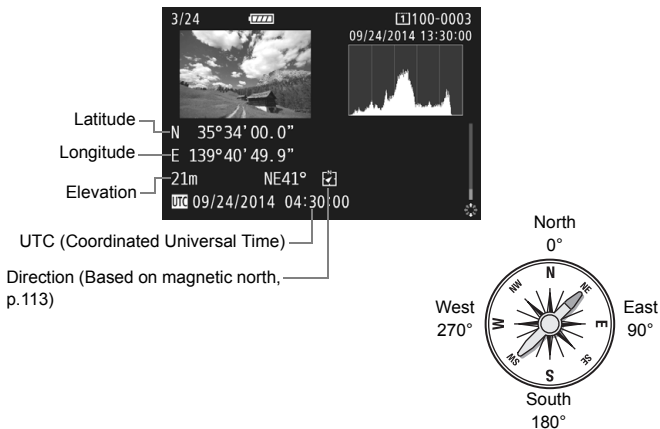 3/24
1 100-0003
09/24/2014 13:30:00
Latitude
N 35°34'00.0"
Longitude
E 139°40'49.9"
Elevation
21m NE41°
UTC 09/24/2014 04:30:00
UTC (Coordinated Universal Time)
Direction (Based on magnetic north,
p.113)
North
0°
N
NW
NE
West
270°
W
E
East
90°
SW
SE
S
South
180°